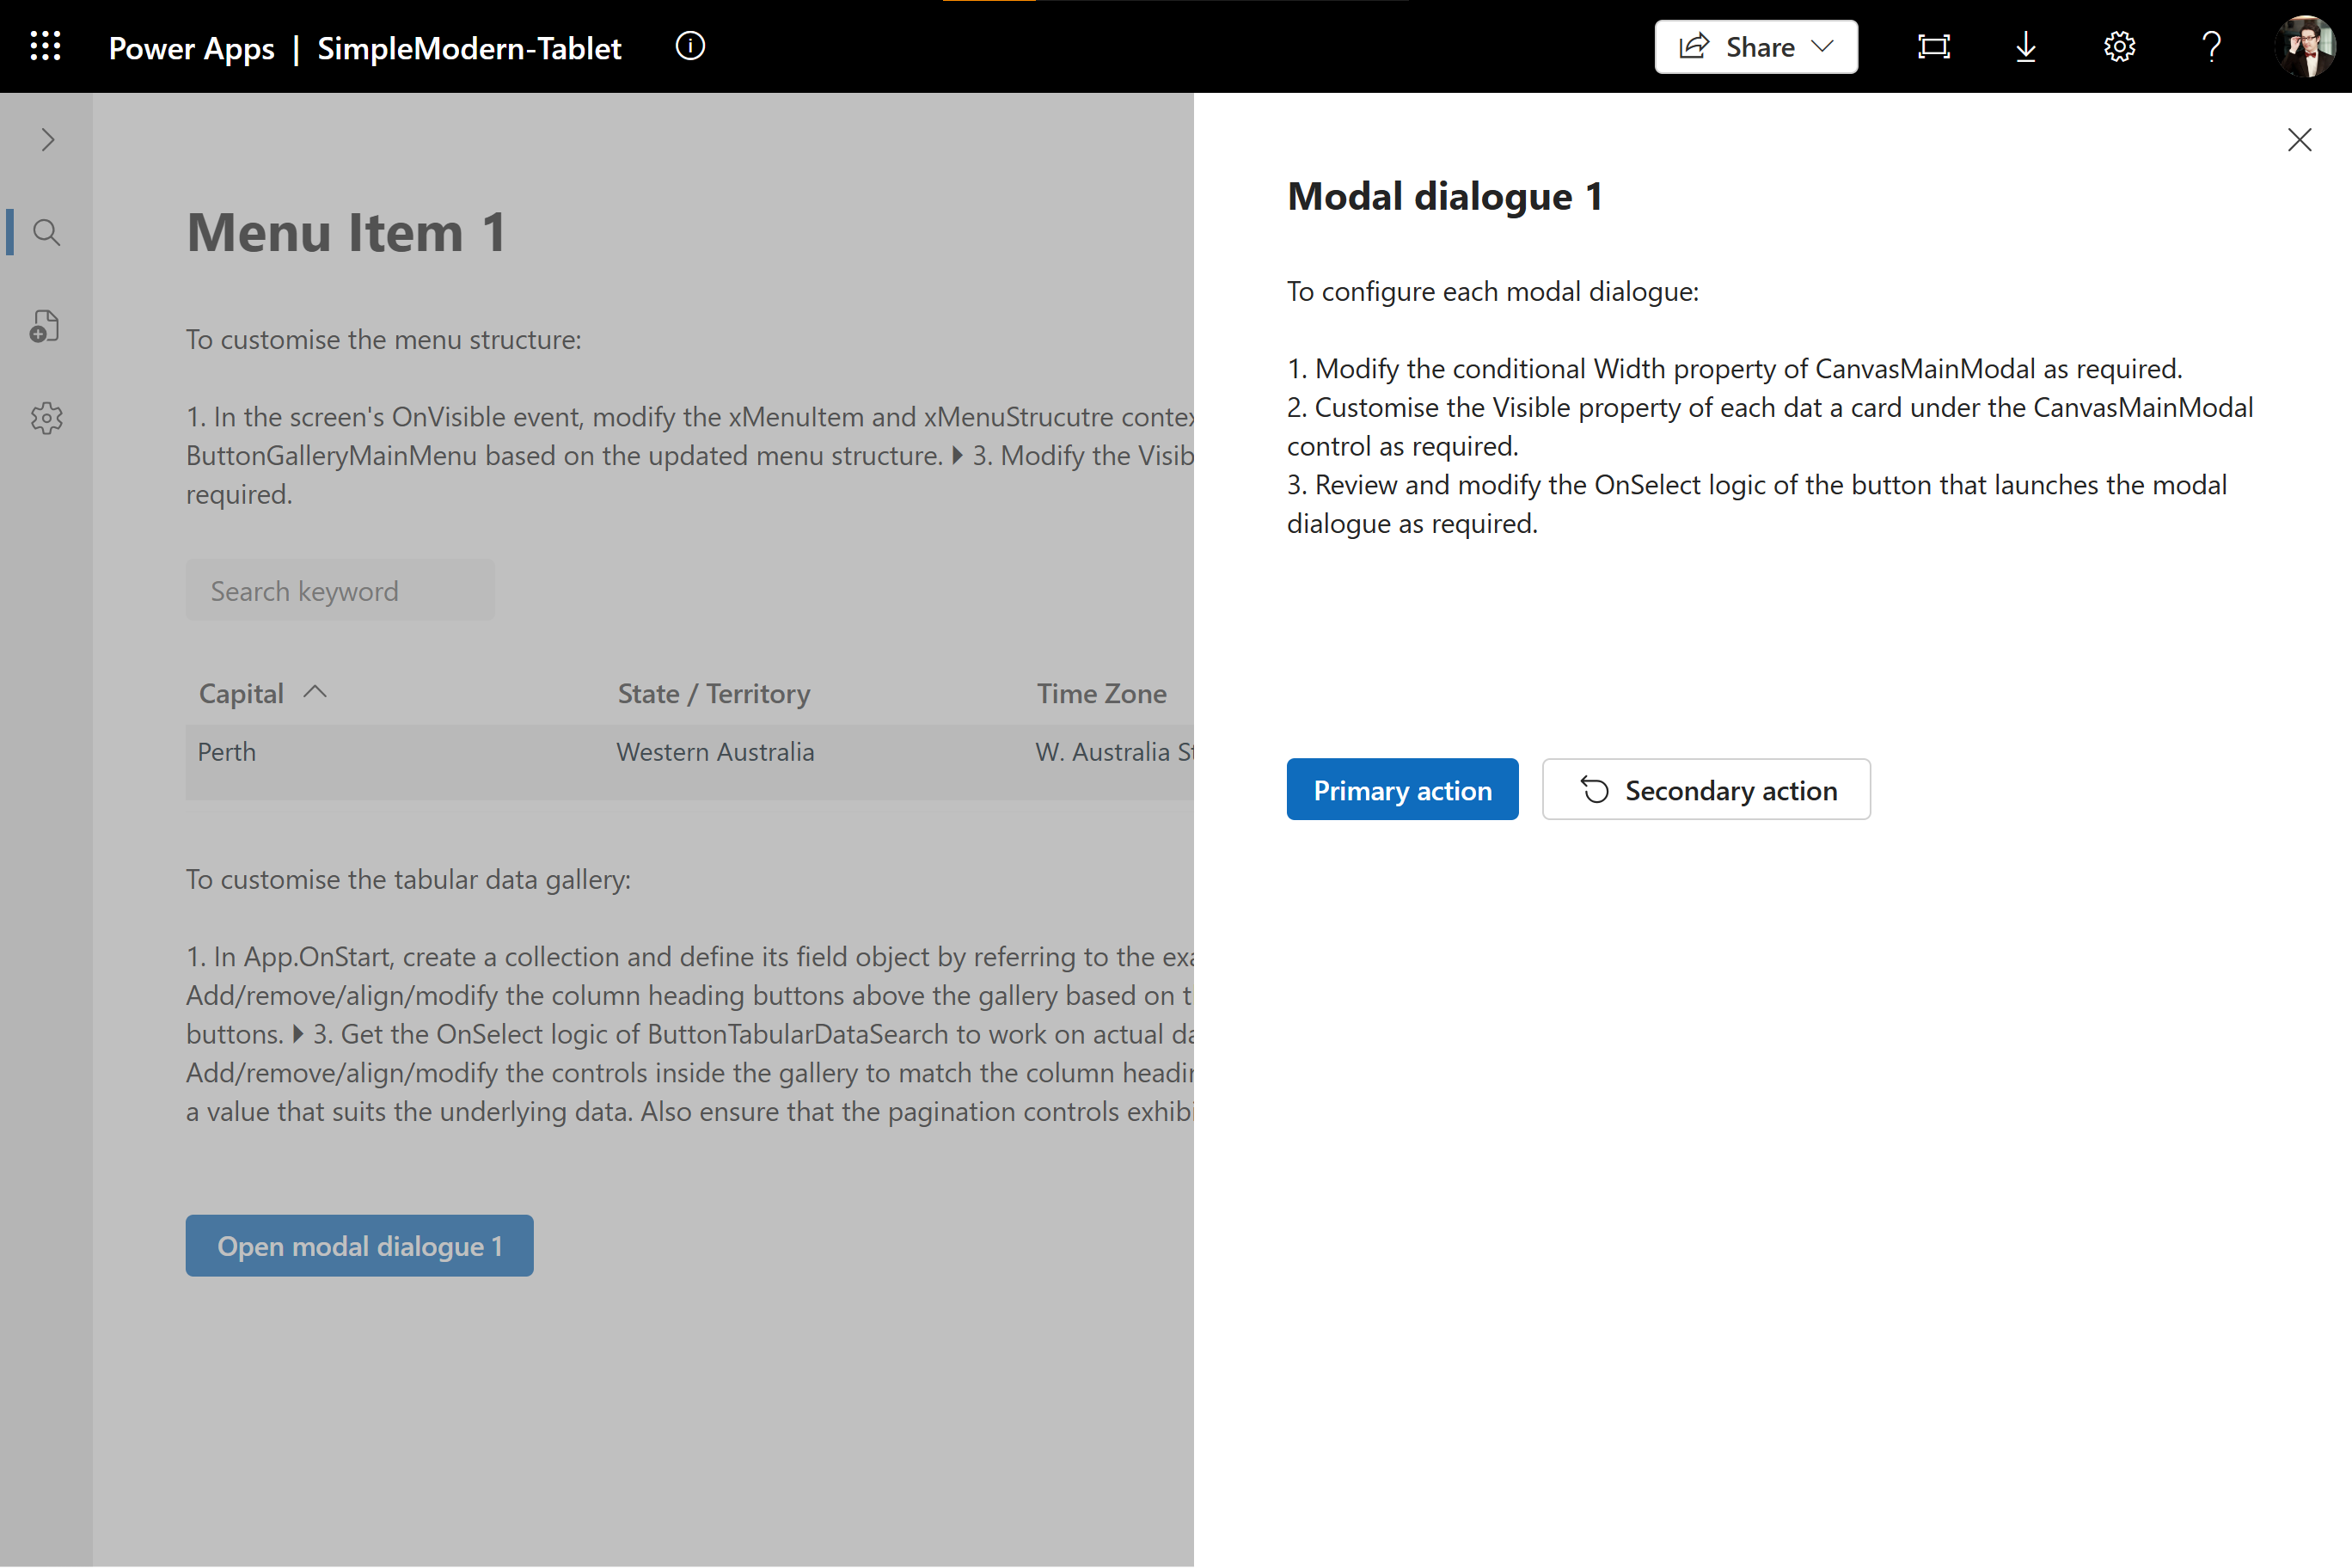 Power Apps | SimpleModern-Tablet
Share
Menu Item 1
To customise the menu structure:
1. In the screen's OnVisible event, modify the xMenuItem and xMenuStrucutre
ButtonGalleryMainMenu based on the updated menu structure. 3. Modify the
required.
Search keyword
Capital State / Territory Time Zone
Perth Western Australia W. Australia
To customise the tabular data gallery:
1. In App.OnStart, create a collection and define its field object by referring to the
Add/remove/align/modify the column heading buttons above the gallery based on
buttons. 3. Get the OnSelect logic of ButtonTabularDataSearch to work on actual
Add/remove/align/modify the controls inside the gallery to match the column
a value that suits the underlying data. Also ensure that the pagination controls
Open modal dialogue 1
Modal dialogue 1
To configure each modal dialogue:
1. Modify the conditional Width property of CanvasMainModal as required.
2. Customise the Visible property of each dat a card under the CanvasMainModal
control as required.
3. Review and modify the OnSelect logic of the button that launches the modal
dialogue as required.
Primary action
Secondary action